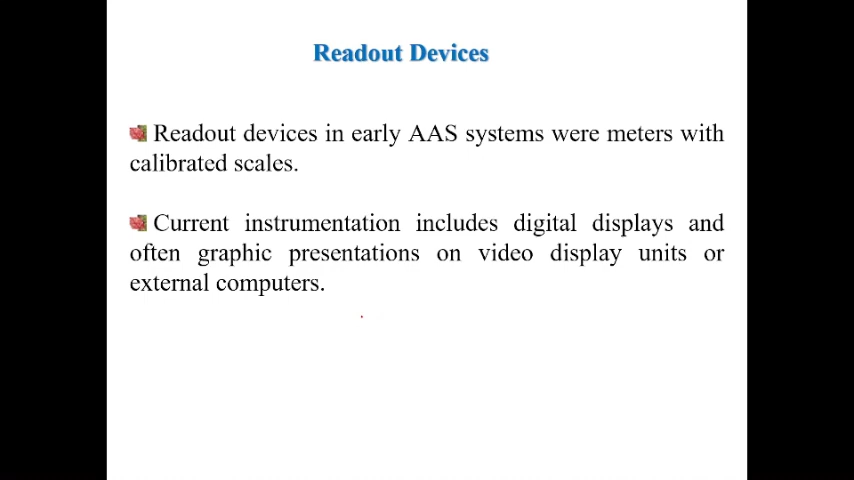 Readout Devices
Readout devices in early AAS systems were meters with
calibrated scales.
Current instrumentation includes digital displays and
often graphic presentations on video display units or
external computers.